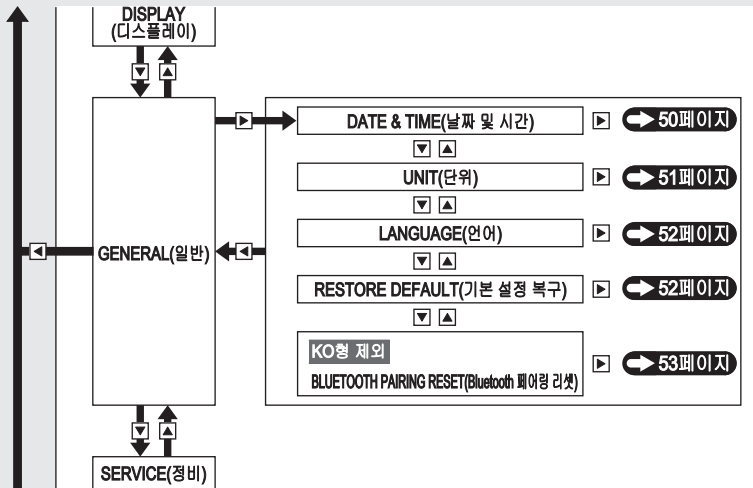 DISPLAY
(디스플레이)
DATE & TIME(날짜 및 시간)
50페이지
UNIT(단위)
51페이지
GENERAL(일반)
LANGUAGE(언어)
52페이지
RESTORE DEFAULT(기본 설정 복구)
52페이지
KO형 제외
BLUETOOTH PAIRING RESET(Bluetooth 페어링 리셋)
53페이지
SERVICE(정비)